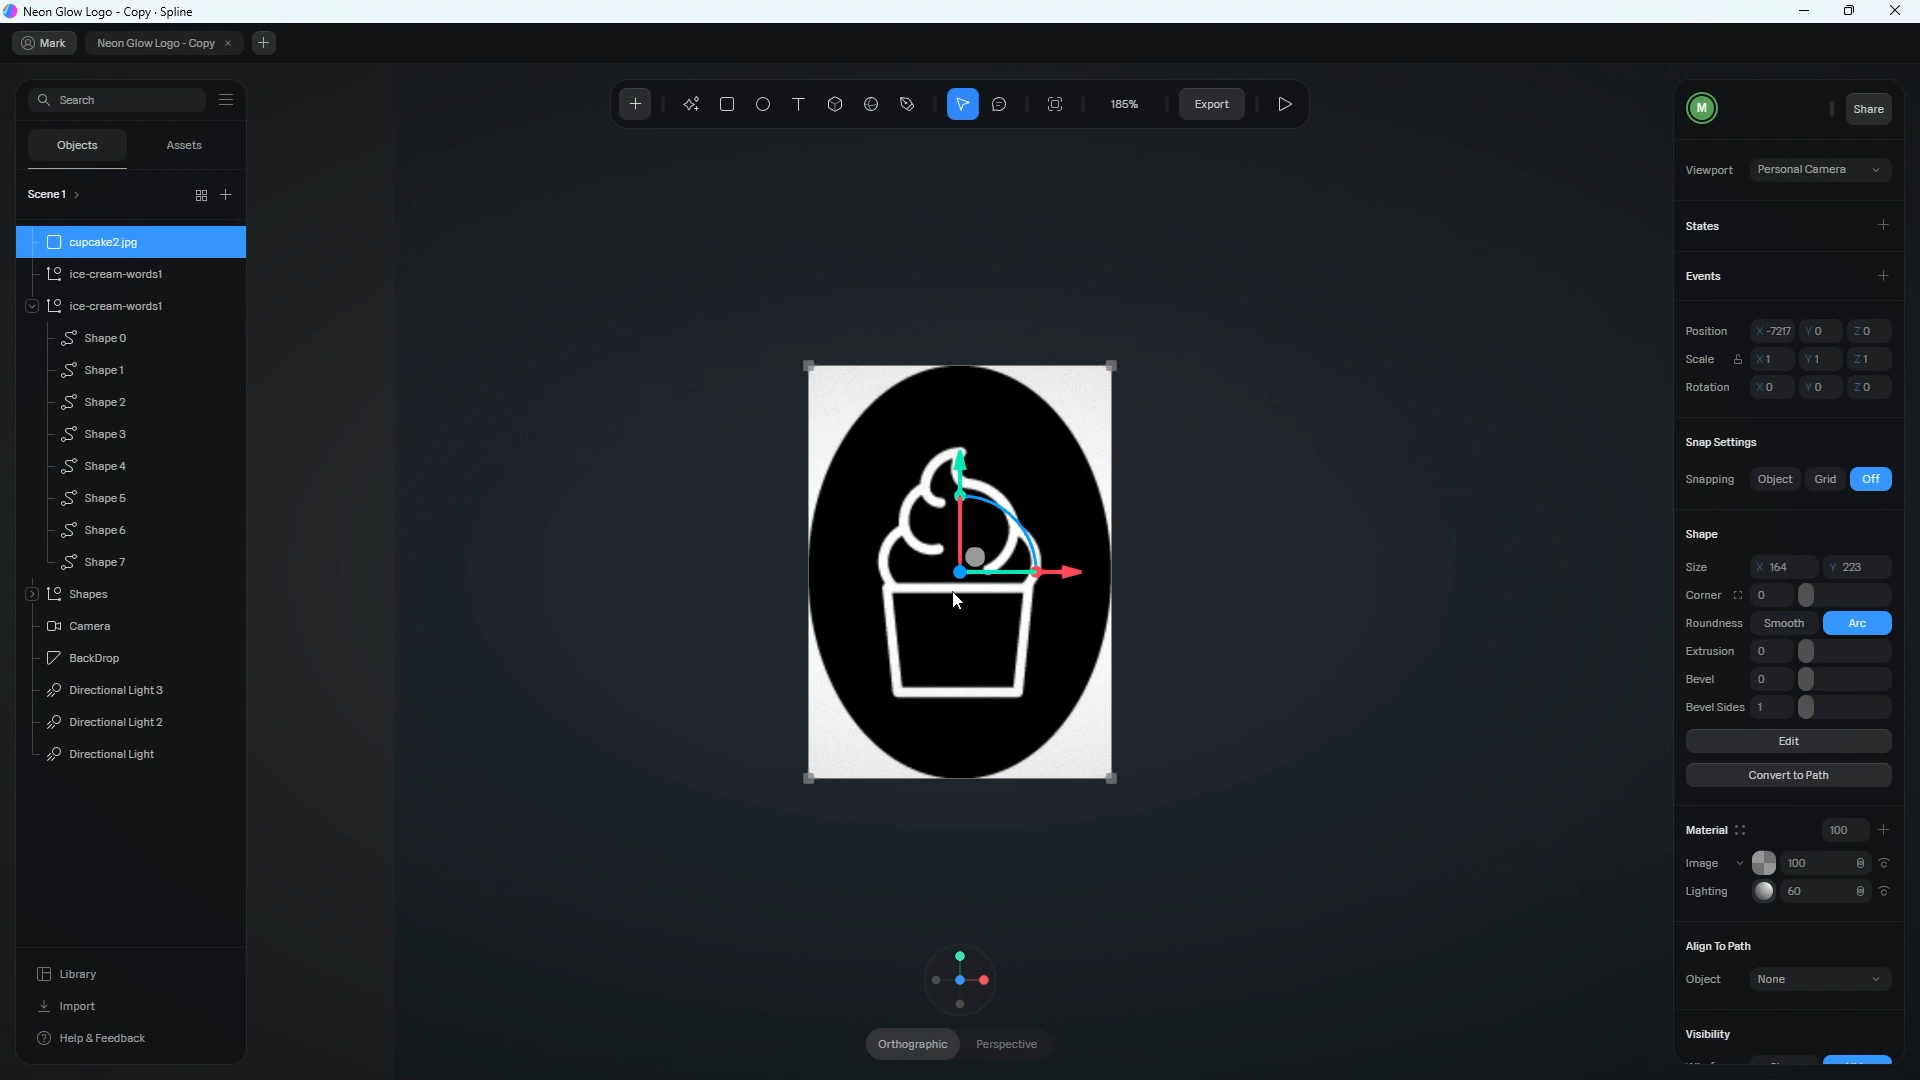 Neon Glow Logo - Copy · Spline
Mark
Neon Glow Logo - Copy
185%
Export
Search
Objects
Assets
Scene 1
cupcake2.jpg
ice-cream-words1
ice-cream-words1
Shape 0
Shape 1
Shape 2
Shape 3
Shape 4
Shape 5
Shape 6
Shape 7
Shapes
Camera
BackDrop
Directional Light 3
Directional Light 2
Directional Light
Library
Import
Help & Feedback
Orthographic
Perspective
M
Share
Viewport
Personal Camera
States
Events
Position X -7217 Y 0 Z 0
Scale X 1 Y 1 Z 1
Rotation X 0 Y 0 Z 0
Snap Settings
Snapping Object Grid Off
Shape
Size X 164 Y 223
Corner 0
Roundness Smooth Arc
Extrusion 0
Bevel 0
Bevel Sides 1
Edit
Convert to Path
Material 100
Image 100
Lighting 60
Align To Path
Object None
Visibility